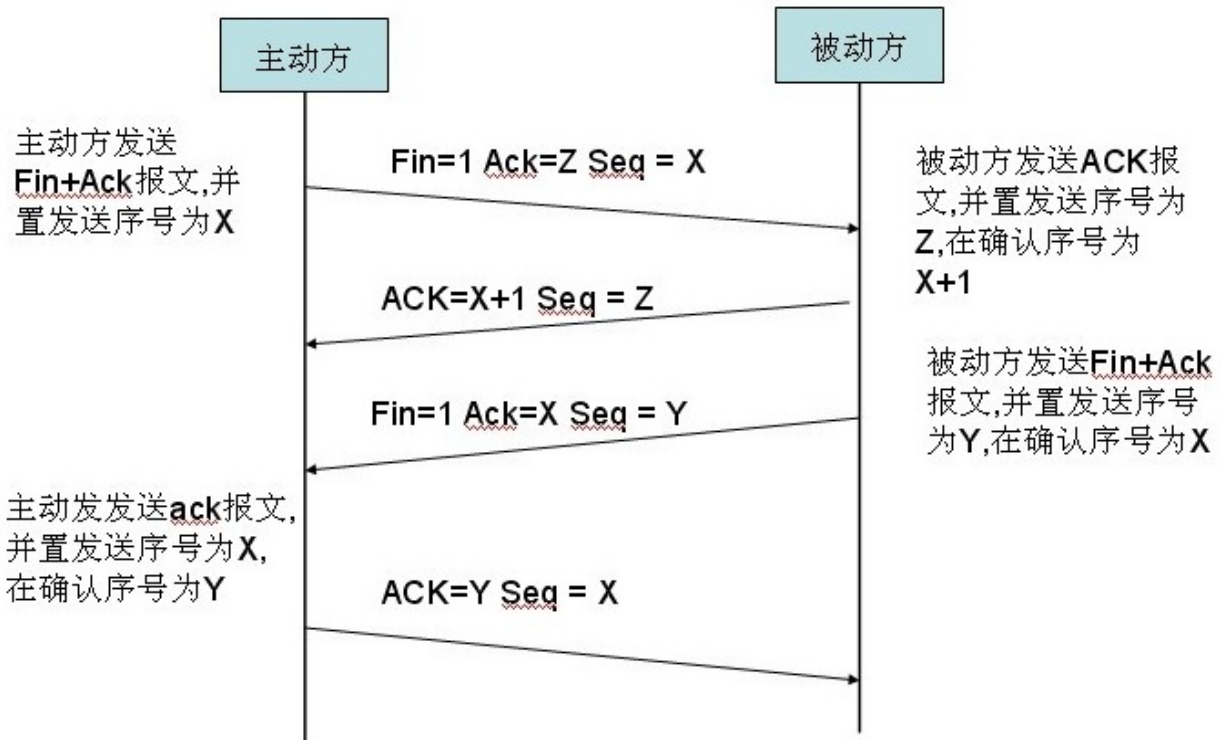 主动方
被动方
主动方发送
Fin+Ack报文,并
置发送序号为X
Fin=1 Ack=Z Seq = X
被动方发送ACK报
文,并置发送序号为
Z,在确认序号为
X+1
ACK=X+1 Seq = Z
被动方发送Fin+Ack
报文,并置发送序号
为Y,在确认序号为X
Fin=1 Ack=X Seq = Y
主动发发送ack报文,
并置发送序号为X,
在确认序号为Y
ACK=Y Seq = X